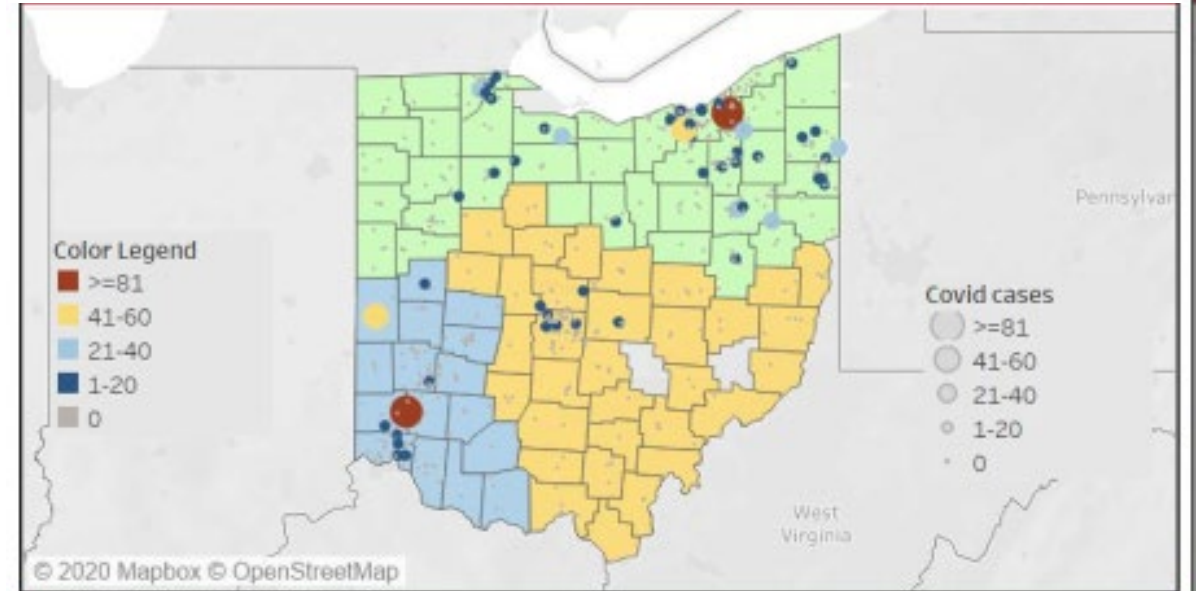 Pennsylvan
Color Legend
>=81
41-60
21-40
1-20
0
Covid cases
>=81
41-60
21-40
1-20
0
West
Virginia
© 2020 Mapbox © OpenStreetMap